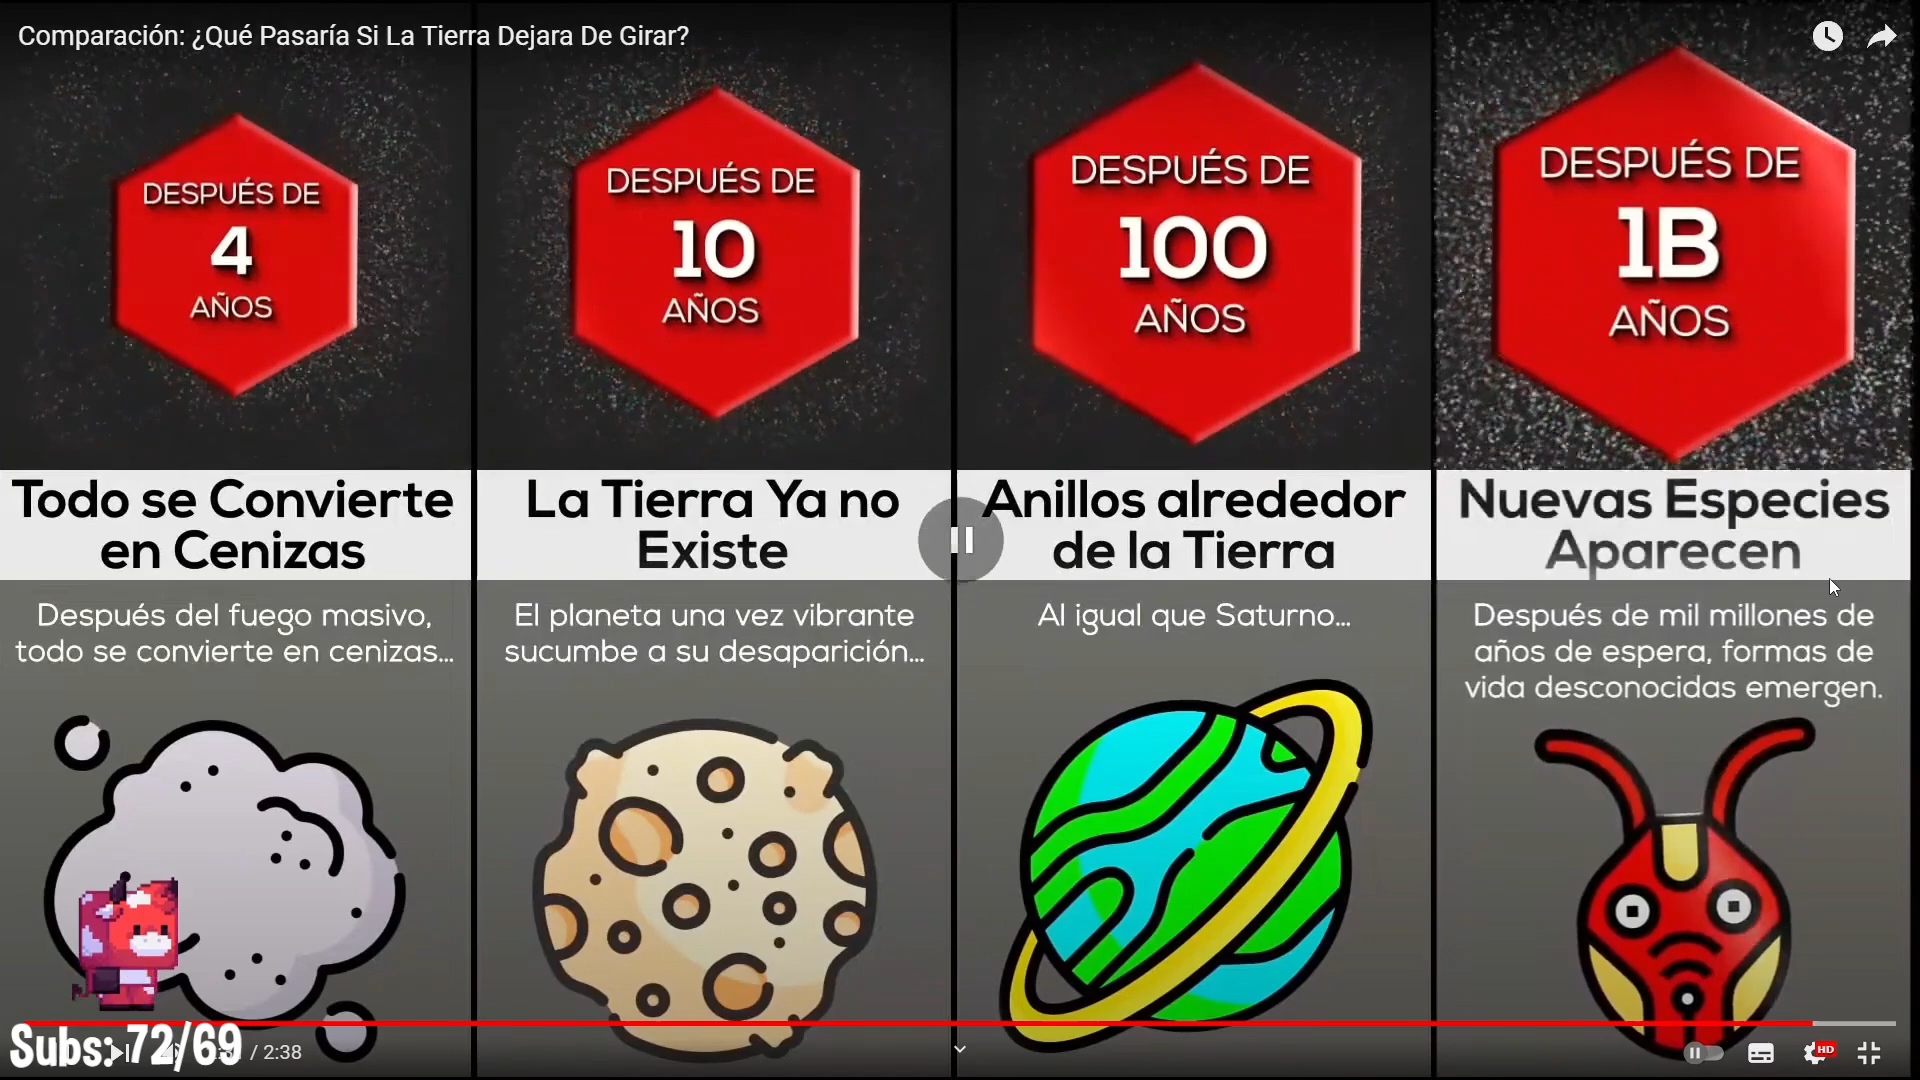 Comparación: ¿Qué Pasaría Si La Tierra Dejara De Girar?
DESPUÉS DE
4
AÑOS
Todo se Convierte
en Cenizas
Después del fuego masivo,
todo se convierte en cenizas...
DESPUÉS DE
10
AÑOS
La Tierra Ya no
Existe
El planeta una vez vibrante
sucumbe a su desaparición...
DESPUÉS DE
100
AÑOS
Anillos alrededor
de la Tierra
Al igual que Saturno...
DESPUÉS DE
1B
AÑOS
Nuevas Especies
Aparecen
Después de mil millones de
años de espera, formas de
vida desconocidas emergen.
Subs: 72/69
/ 2:38
HD